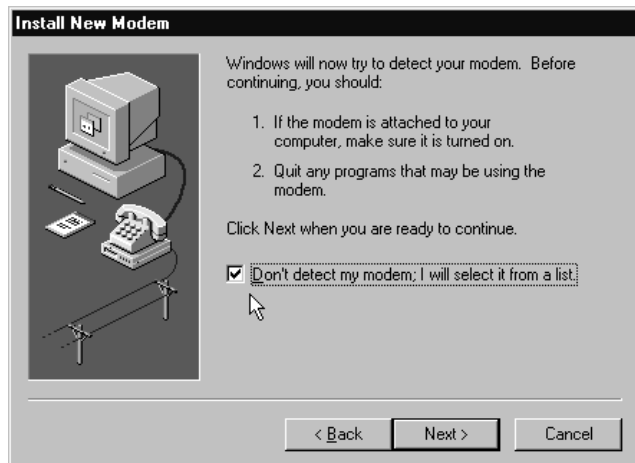 Install New Modem
Windows will now try to detect your modem. Before
continuing, you should:
1. If the modem is attached to your
computer, make sure it is turned on.
2. Quit any programs that may be using the
modem.
Click Next when you are ready to continue.
Don't detect my modem; I will select it from a list.
< Back
Next >
Cancel